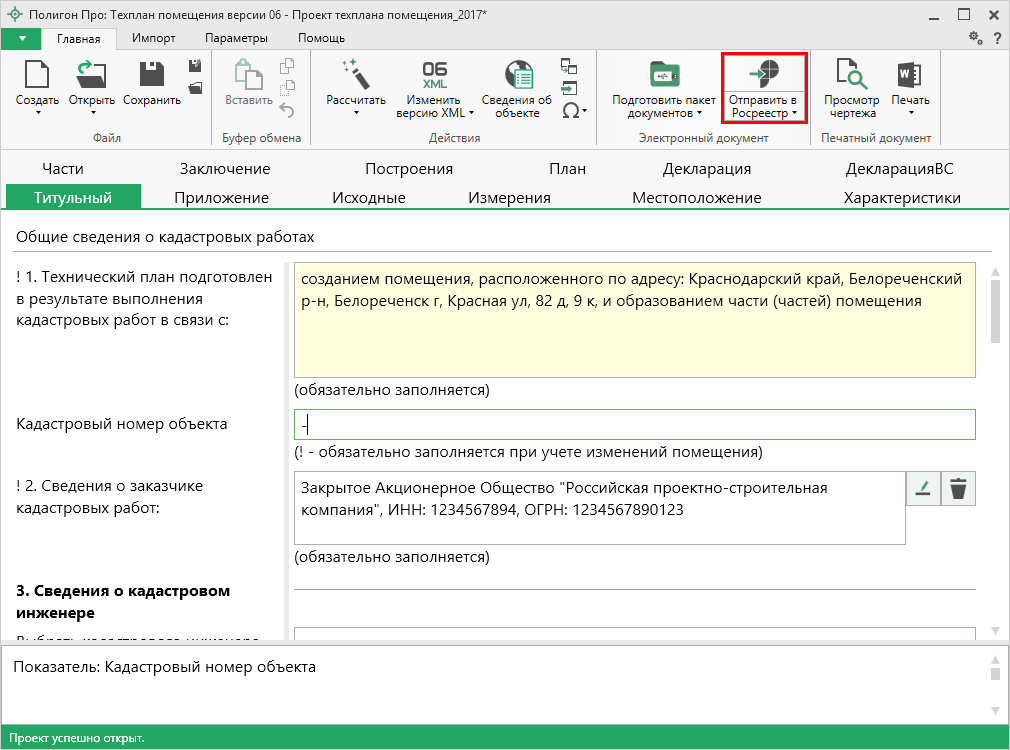 Полигон Про: Техплан помещения версии 06 - Проект техплана помещения_2017*
Главная Импорт Параметры Помощь
?
Создать Открыть Сохранить
Файл
Вставить
Буфер обмена
Рассчитать
06 XML
Изменить версию XML
Сведения об объекте
Ω
Действия
Подготовить пакет документов
Отправить в Росреестр
Электронный документ
Просмотр чертежа
W
Печать
Печатный документ
Части Заключение Построения План Декларация ДекларацияВС
Титульный Приложение Исходные Измерения Местоположение Характеристики
Общие сведения о кадастровых работах
! 1. Технический план подготовлен
в результате выполнения
кадастровых работ в связи с:
созданием помещения, расположенного по адресу: Краснодарский край, Белореченский
р-н, Белореченск г, Красная ул, 82 д, 9 к, и образованием части (частей) помещения
(обязательно заполняется)
Кадастровый номер объекта
-
(! - обязательно заполняется при учете изменений помещения)
! 2. Сведения о заказчике
кадастровых работ:
Закрытое Акционерное Общество "Российская проектно-строительная
компания", ИНН: 1234567894, ОГРН: 1234567890123
(обязательно заполняется)
3. Сведения о кадастровом
инженере
Выбрать кадастрового инженера
Показатель: Кадастровый номер объекта
Проект успешно открыт.